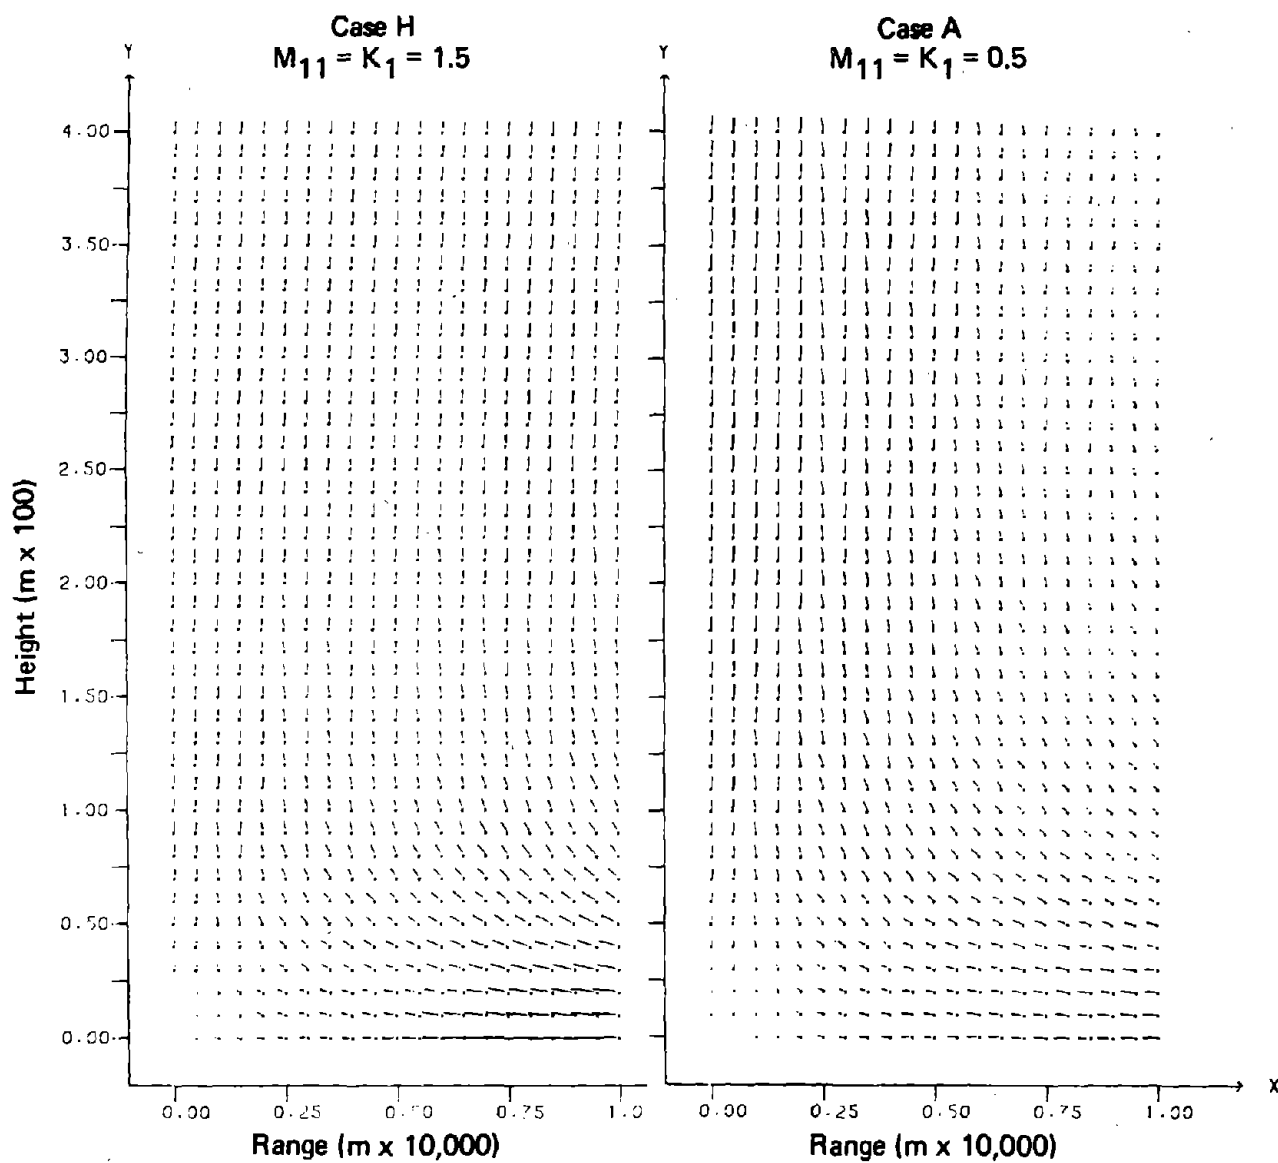 Case H
M11 = K1 = 1.5
Case A
M11 = K1 = 0.5
Y
Y
4.00
3.50
3.00
2.50
2.00
1.50
1.00
0.50
0.00
Height (m x 100)
0.00 0.25 0.50 0.75 1.0
0.00 0.25 0.50 0.75 1.00
X
Range (m x 10,000)
Range (m x 10,000)